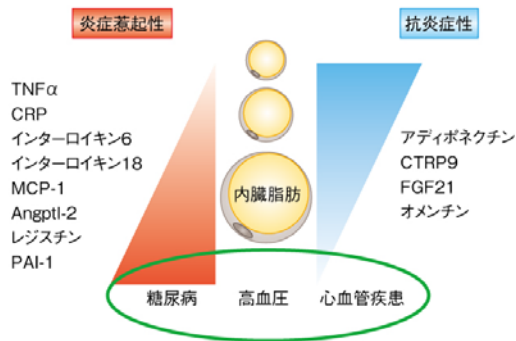 炎症惹起性
抗炎症性
TNFα
CRP
インターロイキン6
インターロイキン18
MCP-1
Angptl-2
レジスチン
PAI-1
内臓脂肪
アディポネクチン
CTRP9
FGF21
オメンチン
糖尿病 高血圧 心血管疾患